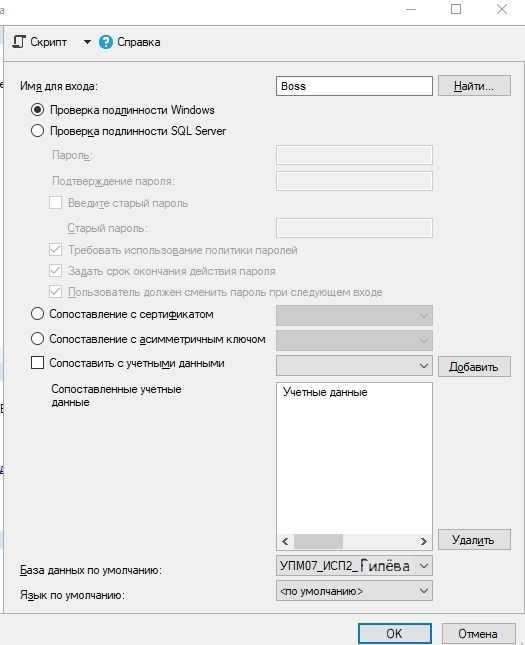 а
Скрипт Справка
Имя для входа: Boss Найти...
Проверка подлинности Windows
Проверка подлинности SQL Server
Пароль:
Подтверждение пароля:
Введите старый пароль
Старый пароль:
Требовать использование политики паролей
Задать срок окончания действия пароля
Пользователь должен сменить пароль при следующем входе
Сопоставление с сертификатом
Сопоставление с асимметричным ключом
Сопоставить с учетными данными Добавить
Сопоставленные учетные
данные
Учетные данные
Удалить
База данных по умолчанию: УПМ07_ИСП2_Гилёва
Язык по умолчанию: <по умолчанию>
OK Отмена